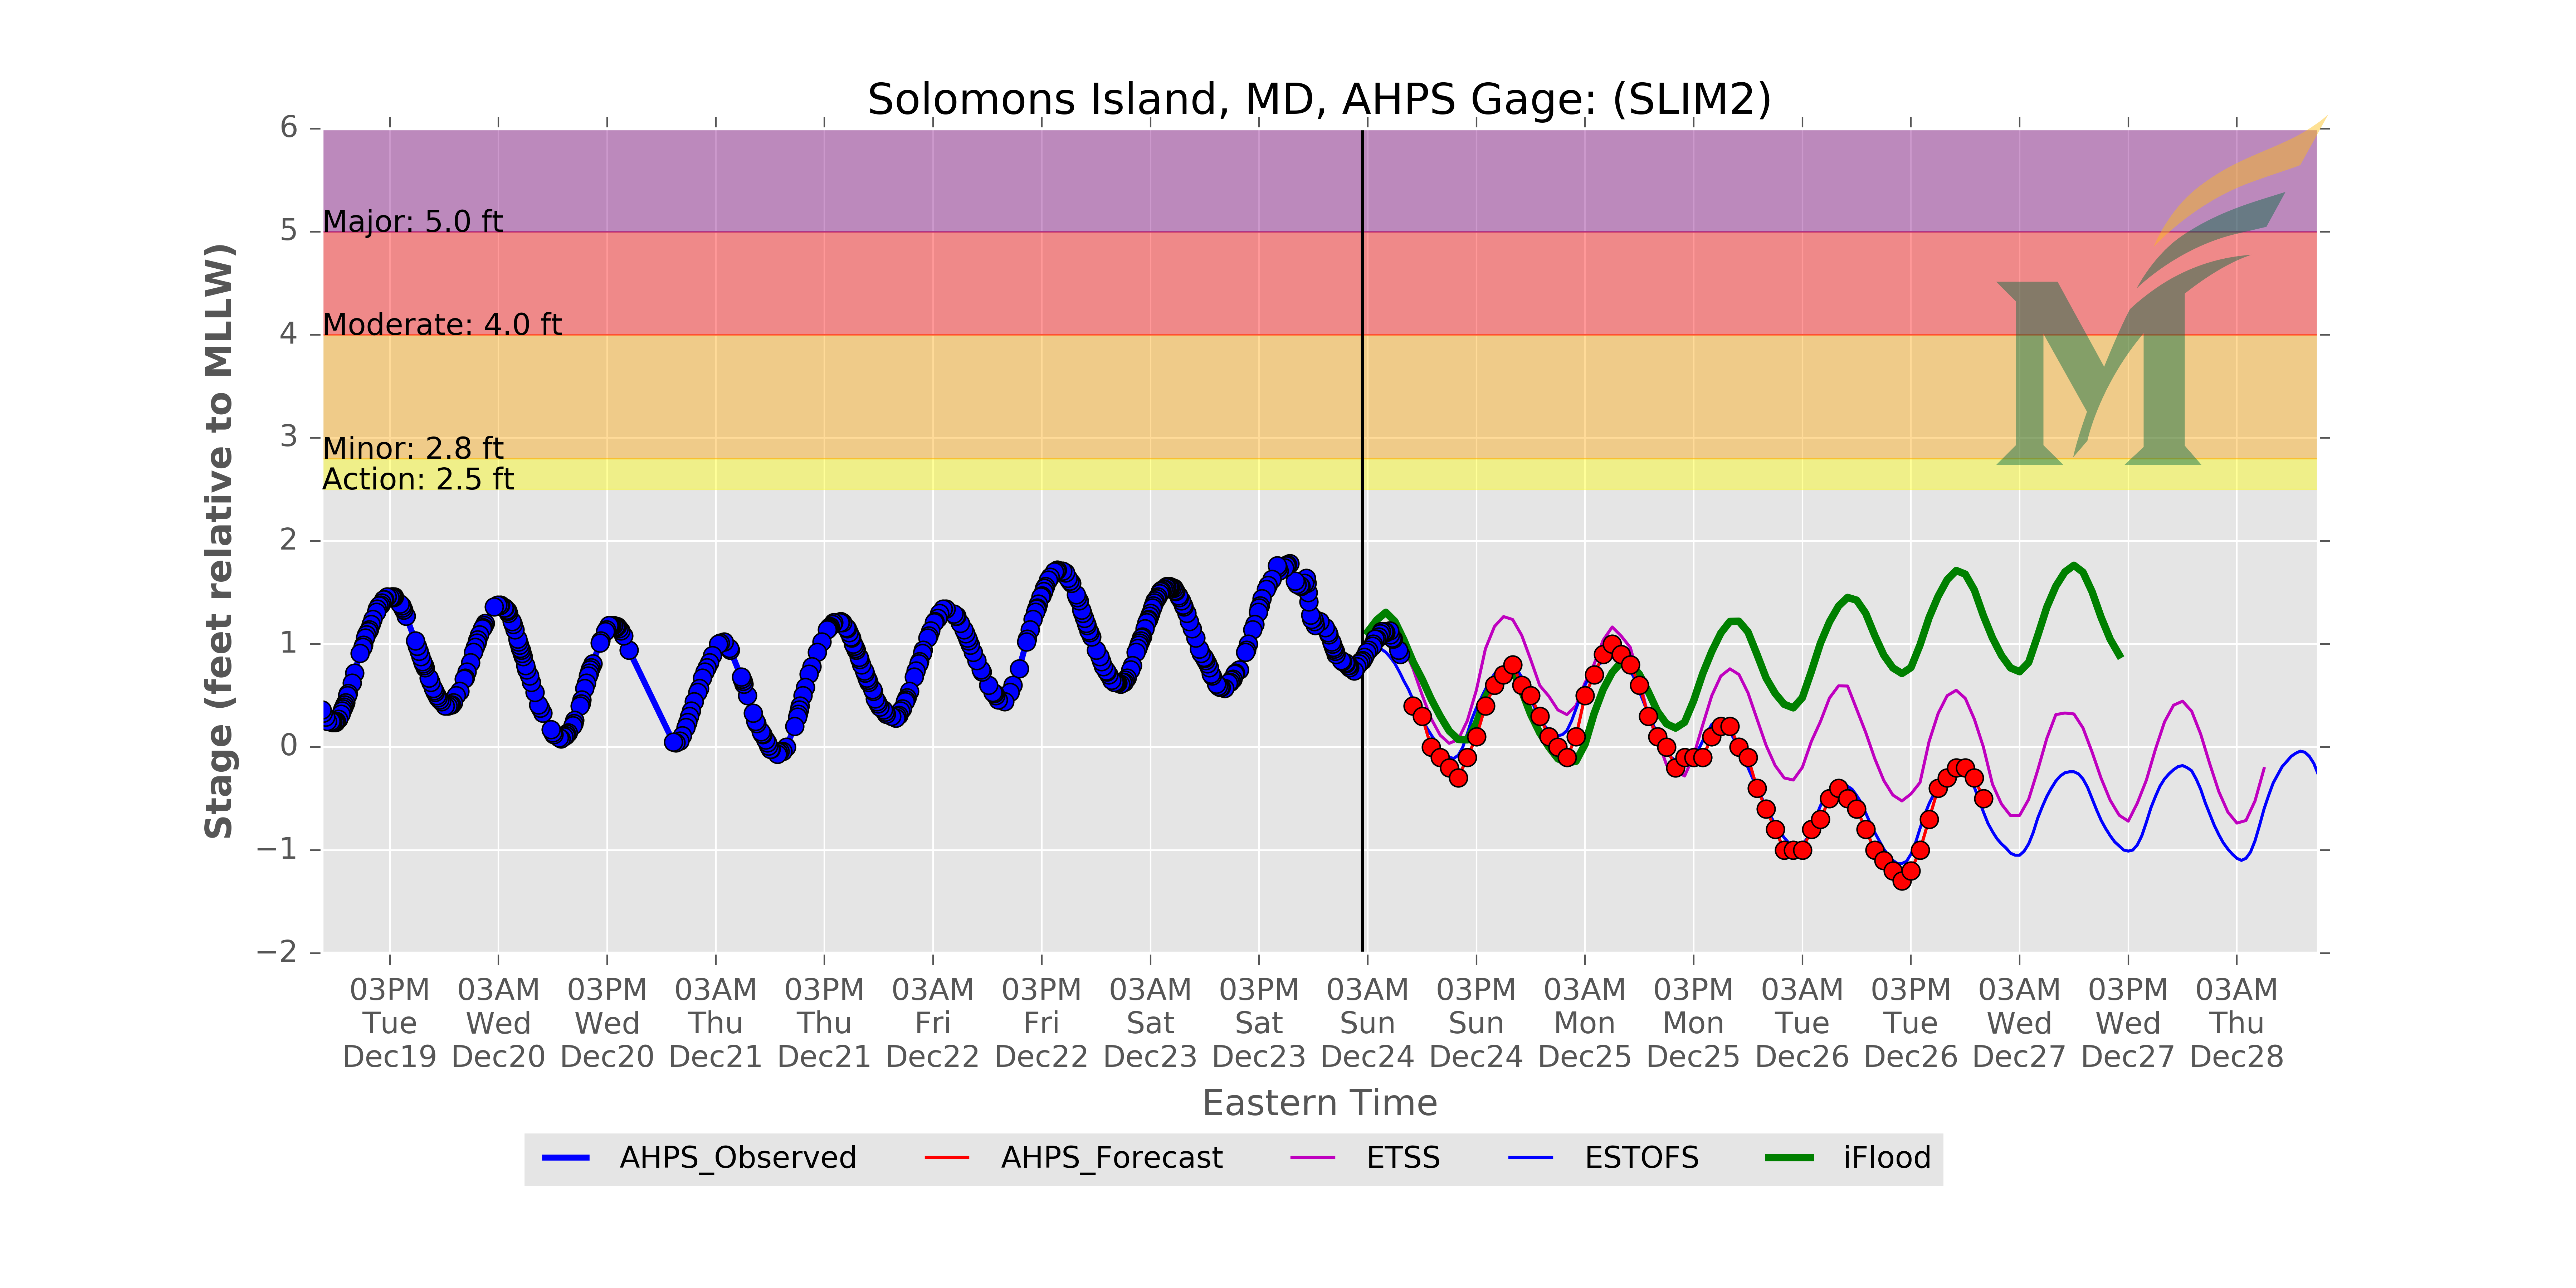 Solomons Island, MD, AHPS Gage: (SLIM2)
6
5
4
3
2
1
0
−1
−2
Stage (feet relative to MLLW)
Major: 5.0 ft
Moderate: 4.0 ft
Minor: 2.8 ft
Action: 2.5 ft
M
03PM 03AM 03PM 03AM 03PM 03AM 03PM 03AM 03PM 03AM 03PM 03AM 03PM 03AM 03PM 03AM 03PM 03AM
Tue Wed Wed Thu Thu Fri Fri Sat Sat Sun Sun Mon Mon Tue Tue Wed Wed Thu
Dec19 Dec20 Dec20 Dec21 Dec21 Dec22 Dec22 Dec23 Dec23 Dec24 Dec24 Dec25 Dec25 Dec26 Dec26 Dec27 Dec27 Dec28
Eastern Time
AHPS_Observed AHPS_Forecast ETSS ESTOFS iFlood